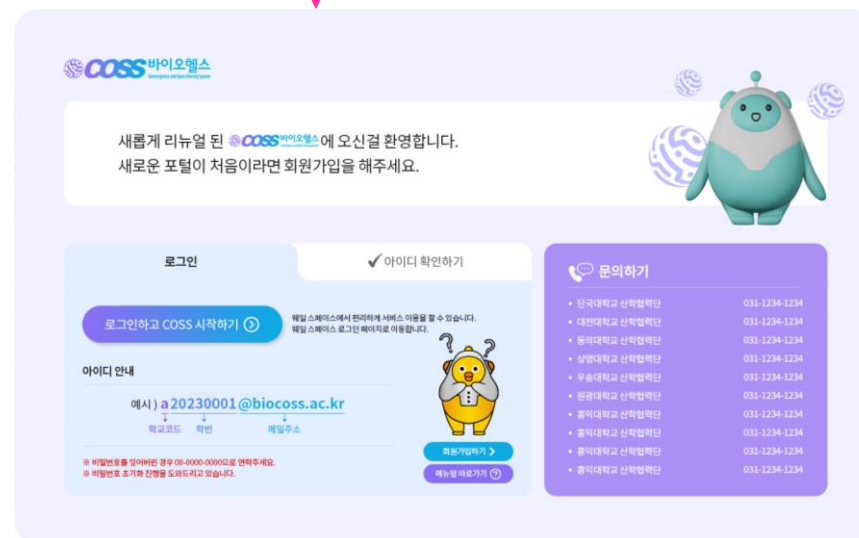 COSS 바이오헬스
Convergence and Open Sharing System
새롭게 리뉴얼 된 COSS 바이오헬스 에 오신걸 환영합니다.
새로운 포털이 처음이라면 회원가입을 해주세요.
로그인
아이디 확인하기
로그인하고 COSS 시작하기
웨일 스페이스에서 편리하게 서비스 이용을 할 수 있습니다.
웨일 스페이스 로그인 페이지로 이동합니다.
아이디 안내
예시 ) a20230001@biocoss.ac.kr
학교코드 학번 메일주소
※ 비밀번호를 잊어버린 경우 00-0000-0000으로 연락주세요.
※ 비밀번호 초기화 진행을 도와드리고 있습니다.
? ?
회원가입하기
메뉴얼 바로가기 ?
문의하기
• 단국대학교 산학협력단 031-1234-1234
• 대전대학교 산학협력단 031-1234-1234
• 동의대학교 산학협력단 031-1234-1234
• 상명대학교 산학협력단 031-1234-1234
• 우송대학교 산학협력단 031-1234-1234
• 원광대학교 산학협력단 031-1234-1234
• 홍익대학교 산학협력단 031-1234-1234
• 홍익대학교 산학협력단 031-1234-1234
• 홍익대학교 산학협력단 031-1234-1234
• 홍익대학교 산학협력단 031-1234-1234